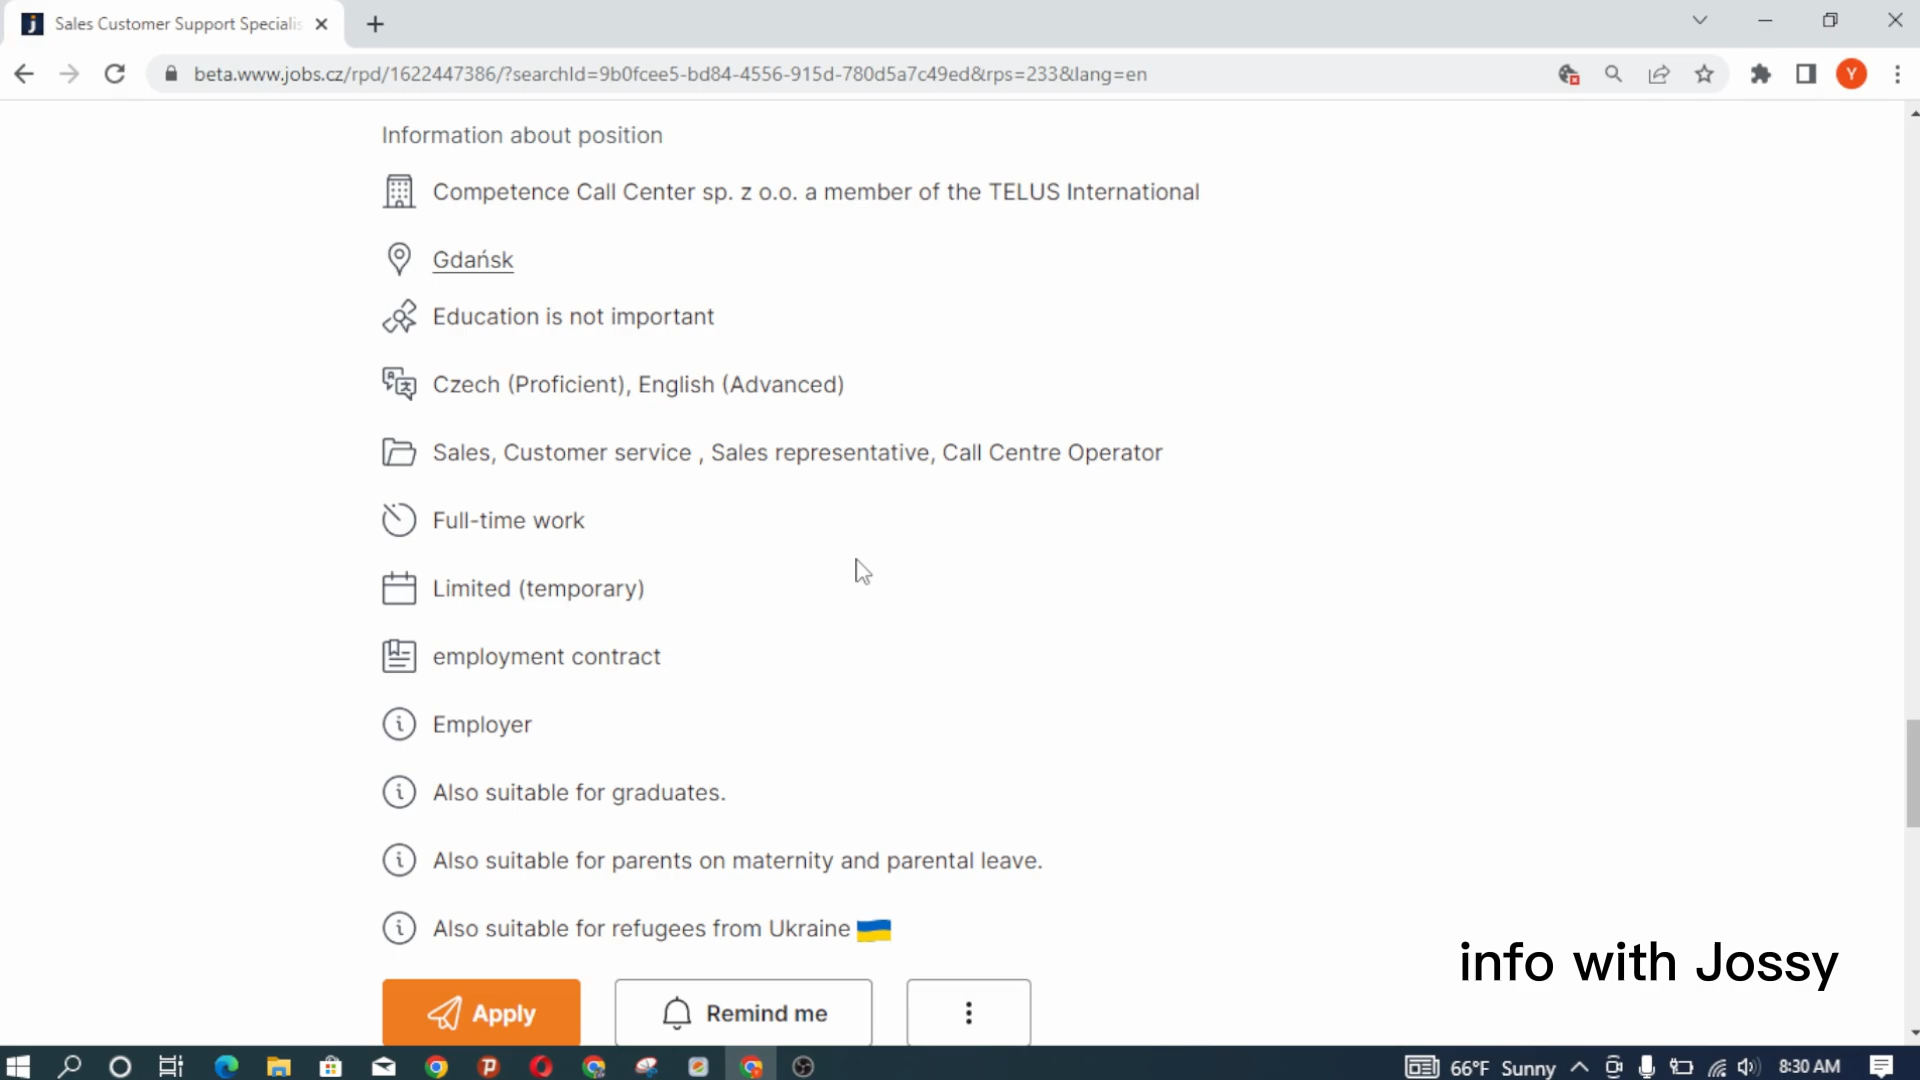 Sales Customer Support Specialis
beta.www.jobs.cz/rpd/1622447386/?searchId=9b0fcee5-bd84-4556-915d-780d5a7c49ed&rps=233&lang=en
Y
Information about position
Competence Call Center sp. z o.o. a member of the TELUS International
Gdańsk
Education is not important
Czech (Proficient), English (Advanced)
Sales, Customer service , Sales representative, Call Centre Operator
Full-time work
Limited (temporary)
employment contract
Employer
Also suitable for graduates.
Also suitable for parents on maternity and parental leave.
Also suitable for refugees from Ukraine
info with Jossy
Apply
Remind me
66°F Sunny
8:30 AM